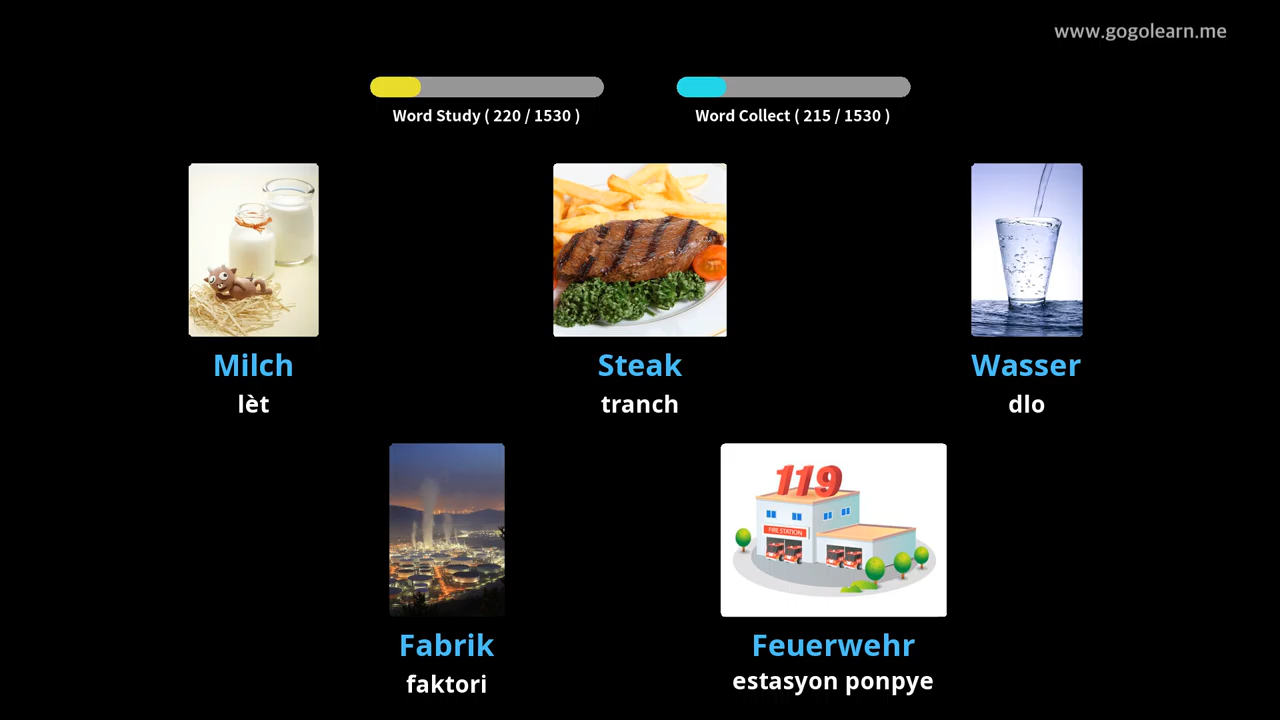 www.gogolearn.me
Word Study ( 220 / 1530 )
Word Collect ( 215 / 1530 )
Milch
Steak
Wasser
lèt
tranch
dlo
119
FIRE STATION
Fabrik
Feuerwehr
faktori
estasyon ponpye